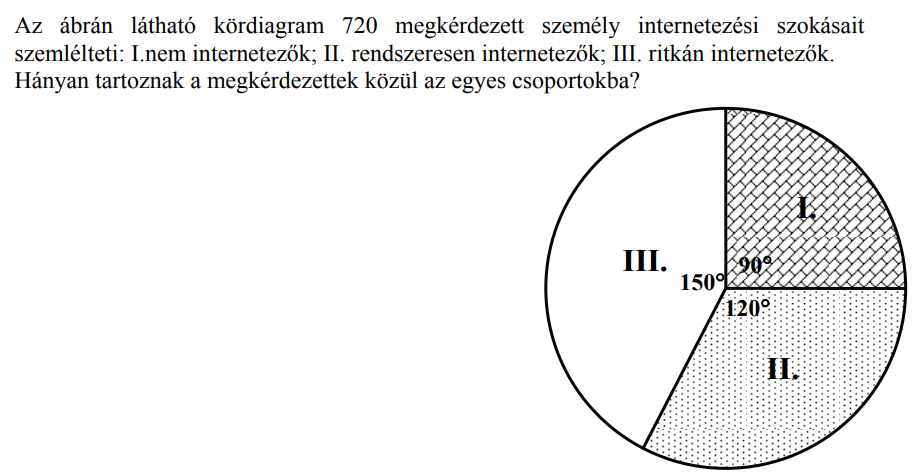 Az ábrán látható kördiagram 720 megkérdezett személy internetezési szokásait
szemlélteti: I.nem internetezők; II. rendszeresen internetezők; III. ritkán internetezők.
Hányan tartoznak a megkérdezettek közül az egyes csoportokba?
I.
III.
90°
150°
120°
II.